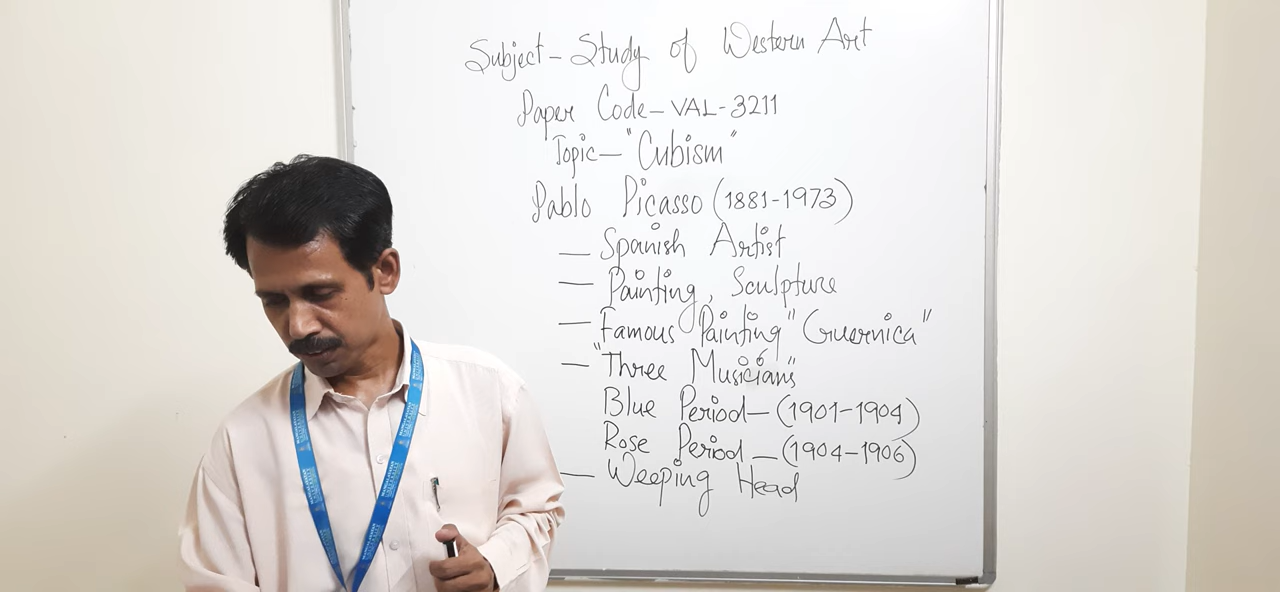 Subject - Study of Western Art
Paper Code - VAL-3211
Topic - "Cubism"
Pablo Picasso (1881-1973)
— Spanish Artist
— Painting, Sculpture
— Famous Painting "Guernica"
— "Three Musicians"
Blue Period - (1901-1904)
Rose Period - (1904-1906)
— Weeping Head